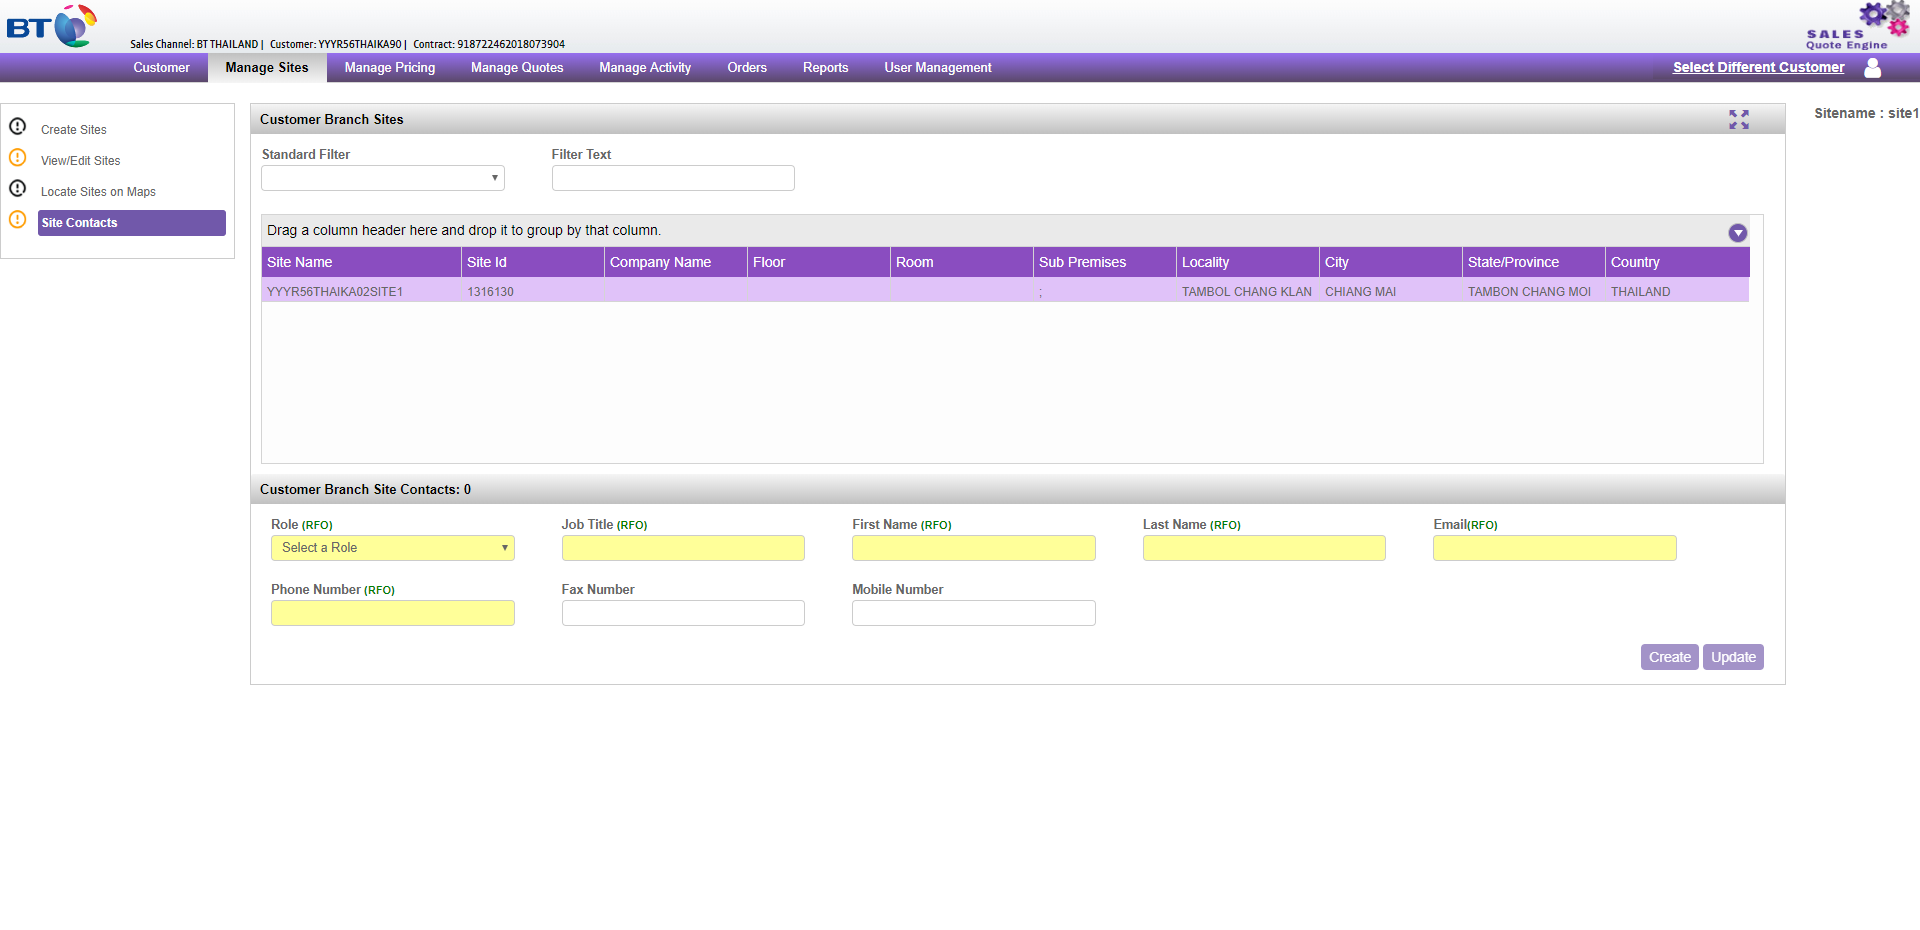 BT
Sales Channel: BT THAILAND | Customer: YYYR56THAIKA90 | Contract: 918722462018073904
SALES
Quote Engine
Customer Manage Sites Manage Pricing Manage Quotes Manage Activity Orders Reports User Management Select Different Customer
Create Sites
View/Edit Sites
Locate Sites on Maps
Site Contacts
Customer Branch Sites
Sitename : site1
Standard Filter Filter Text
Drag a column header here and drop it to group by that column.
Site Name Site Id Company Name Floor Room Sub Premises Locality City State/Province Country
YYYR56THAIKA02SITE1 1316130 ; TAMBOL CHANG KLAN CHIANG MAI TAMBON CHANG MOI THAILAND
Customer Branch Site Contacts: 0
Role (RFO) Job Title (RFO) First Name (RFO) Last Name (RFO) Email(RFO)
Select a Role
Phone Number (RFO) Fax Number Mobile Number
Create Update